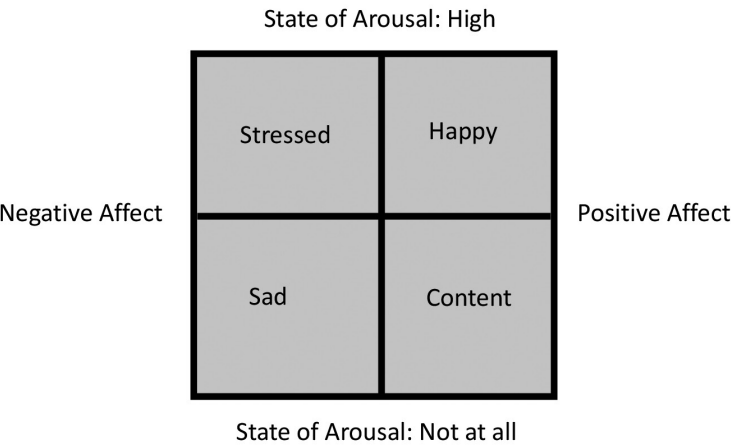 State of Arousal: High
Stressed
Happy
Negative Affect
Positive Affect
Sad
Content
State of Arousal: Not at all